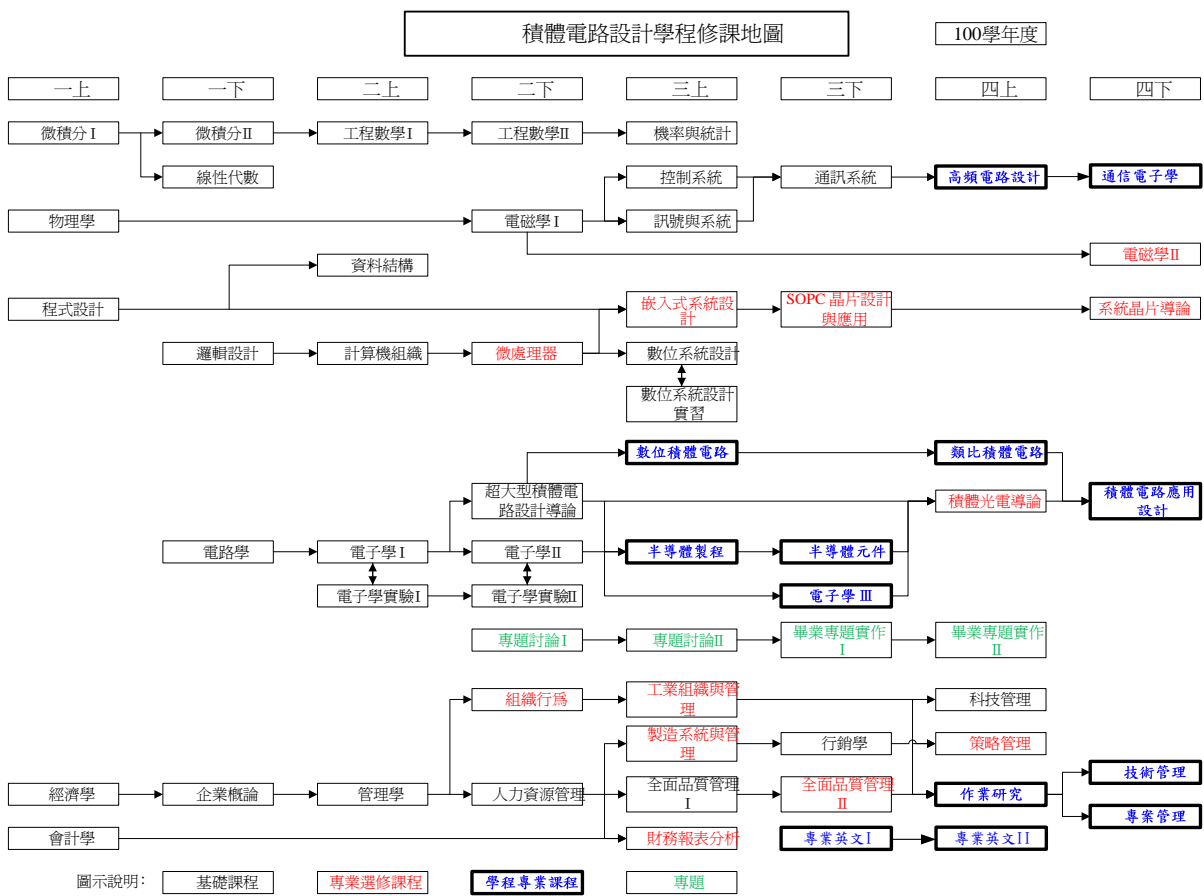 積體電路設計學程修課地圖
100學年度
一上
一下
二上
二下
三上
三下
四上
四下
微積分Ⅰ
微積分Ⅱ
工程數學Ⅰ
工程數學Ⅱ
機率與統計
線性代數
控制系統
通訊系統
高頻電路設計
通信電子學
物理學
電磁學Ⅰ
訊號與系統
電磁學Ⅱ
資料結構
程式設計
嵌入式系統設
計
SOPC 晶片設計
與應用
系統晶片導論
邏輯設計
計算機組織
微處理器
數位系統設計
數位系統設計
實習
數位積體電路
類比積體電路
超大型積體電
路設計導論
積體光電導論
積體電路應用
設計
電路學
電子學Ⅰ
電子學Ⅱ
半導體製程
半導體元件
電子學實驗Ⅰ
電子學實驗Ⅱ
電子學Ⅲ
專題討論Ⅰ
專題討論Ⅱ
畢業專題實作
Ⅰ
畢業專題實作
Ⅱ
組織行為
工業組織與管
理
科技管理
製造系統與管
理
行銷學
策略管理
經濟學
企業概論
管理學
人力資源管理
全面品質管理
Ⅰ
全面品質管理
Ⅱ
作業研究
技術管理
專案管理
會計學
財務報表分析
專業英文Ⅰ
專業英文II
圖示說明：
基礎課程
專業選修課程
學程專業課程
專題